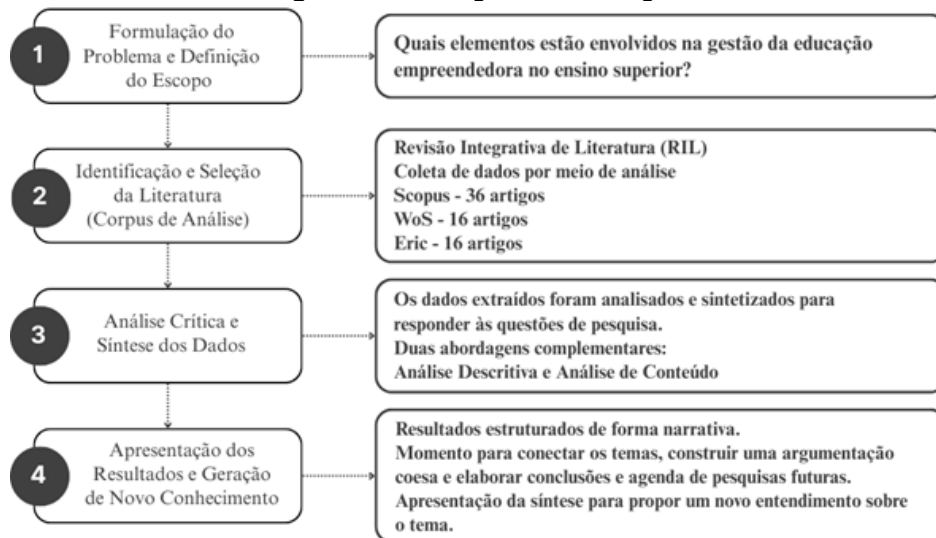 1
Formulação do
Problema e Definição
do Escopo
Quais elementos estão envolvidos na gestão da educação
empreendedora no ensino superior?
2
Identificação e Seleção
da Literatura
(Corpus de Análise)
Revisão Integrativa de Literatura (RIL)
Coleta de dados por meio de análise
Scopus - 36 artigos
WoS - 16 artigos
Eric - 16 artigos
3
Análise Crítica e
Síntese dos Dados
Os dados extraídos foram analisados e sintetizados para
responder às questões de pesquisa.
Duas abordagens complementares:
Análise Descritiva e Análise de Conteúdo
4
Apresentação dos
Resultados e Geração
de Novo Conhecimento
Resultados estruturados de forma narrativa.
Momento para conectar os temas, construir uma argumentação
coesa e elaborar conclusões e agenda de pesquisas futuras.
Apresentação da síntese para propor um novo entendimento sobre
o tema.